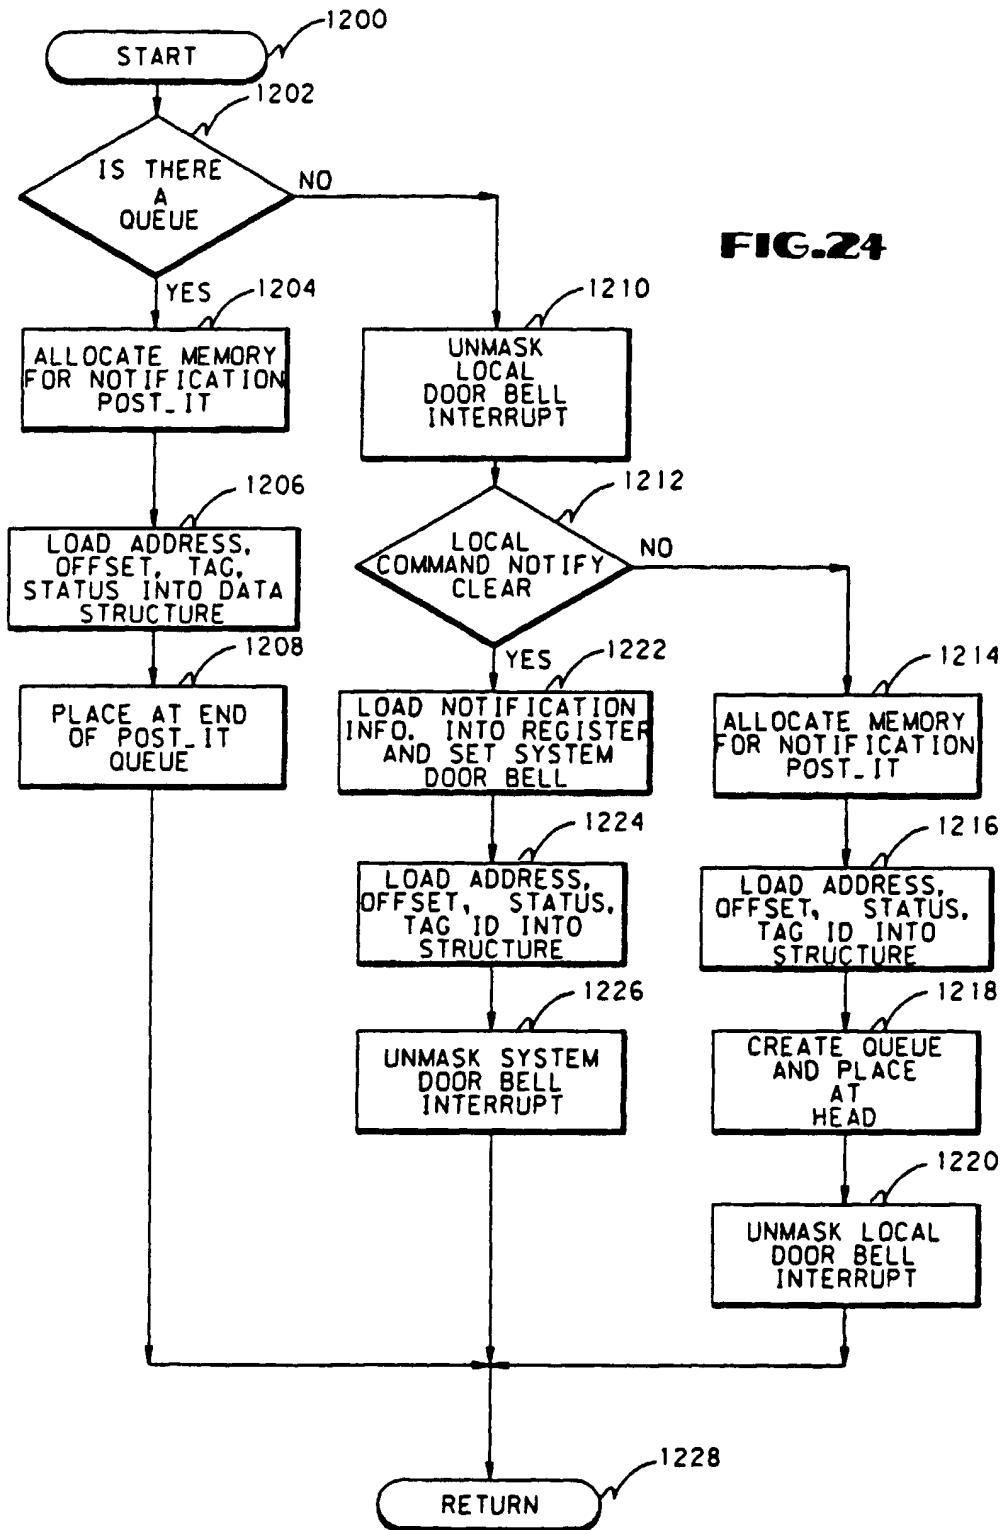 1200
START
1202
IS THERE
A
QUEUE
NO
FIG.24
YES
1204
ALLOCATE MEMORY
FOR NOTIFICATION
POST_IT
1210
UNMASK
LOCAL
DOOR BELL
INTERRUPT
1206
LOAD ADDRESS,
OFFSET, TAG,
STATUS INTO DATA
STRUCTURE
1212
LOCAL
COMMAND NOTIFY
CLEAR
NO
YES
1208
PLACE AT END
OF POST_IT
QUEUE
1222
LOAD NOTIFICATION
INFO. INTO REGISTER
AND SET SYSTEM
DOOR BELL
1214
ALLOCATE MEMORY
FOR NOTIFICATION
POST_IT
1224
LOAD ADDRESS,
OFFSET, STATUS,
TAG ID INTO
STRUCTURE
1216
LOAD ADDRESS,
OFFSET, STATUS,
TAG ID INTO
STRUCTURE
1226
UNMASK SYSTEM
DOOR BELL
INTERRUPT
1218
CREATE QUEUE
AND PLACE
AT
HEAD
1220
UNMASK LOCAL
DOOR BELL
INTERRUPT
1228
RETURN